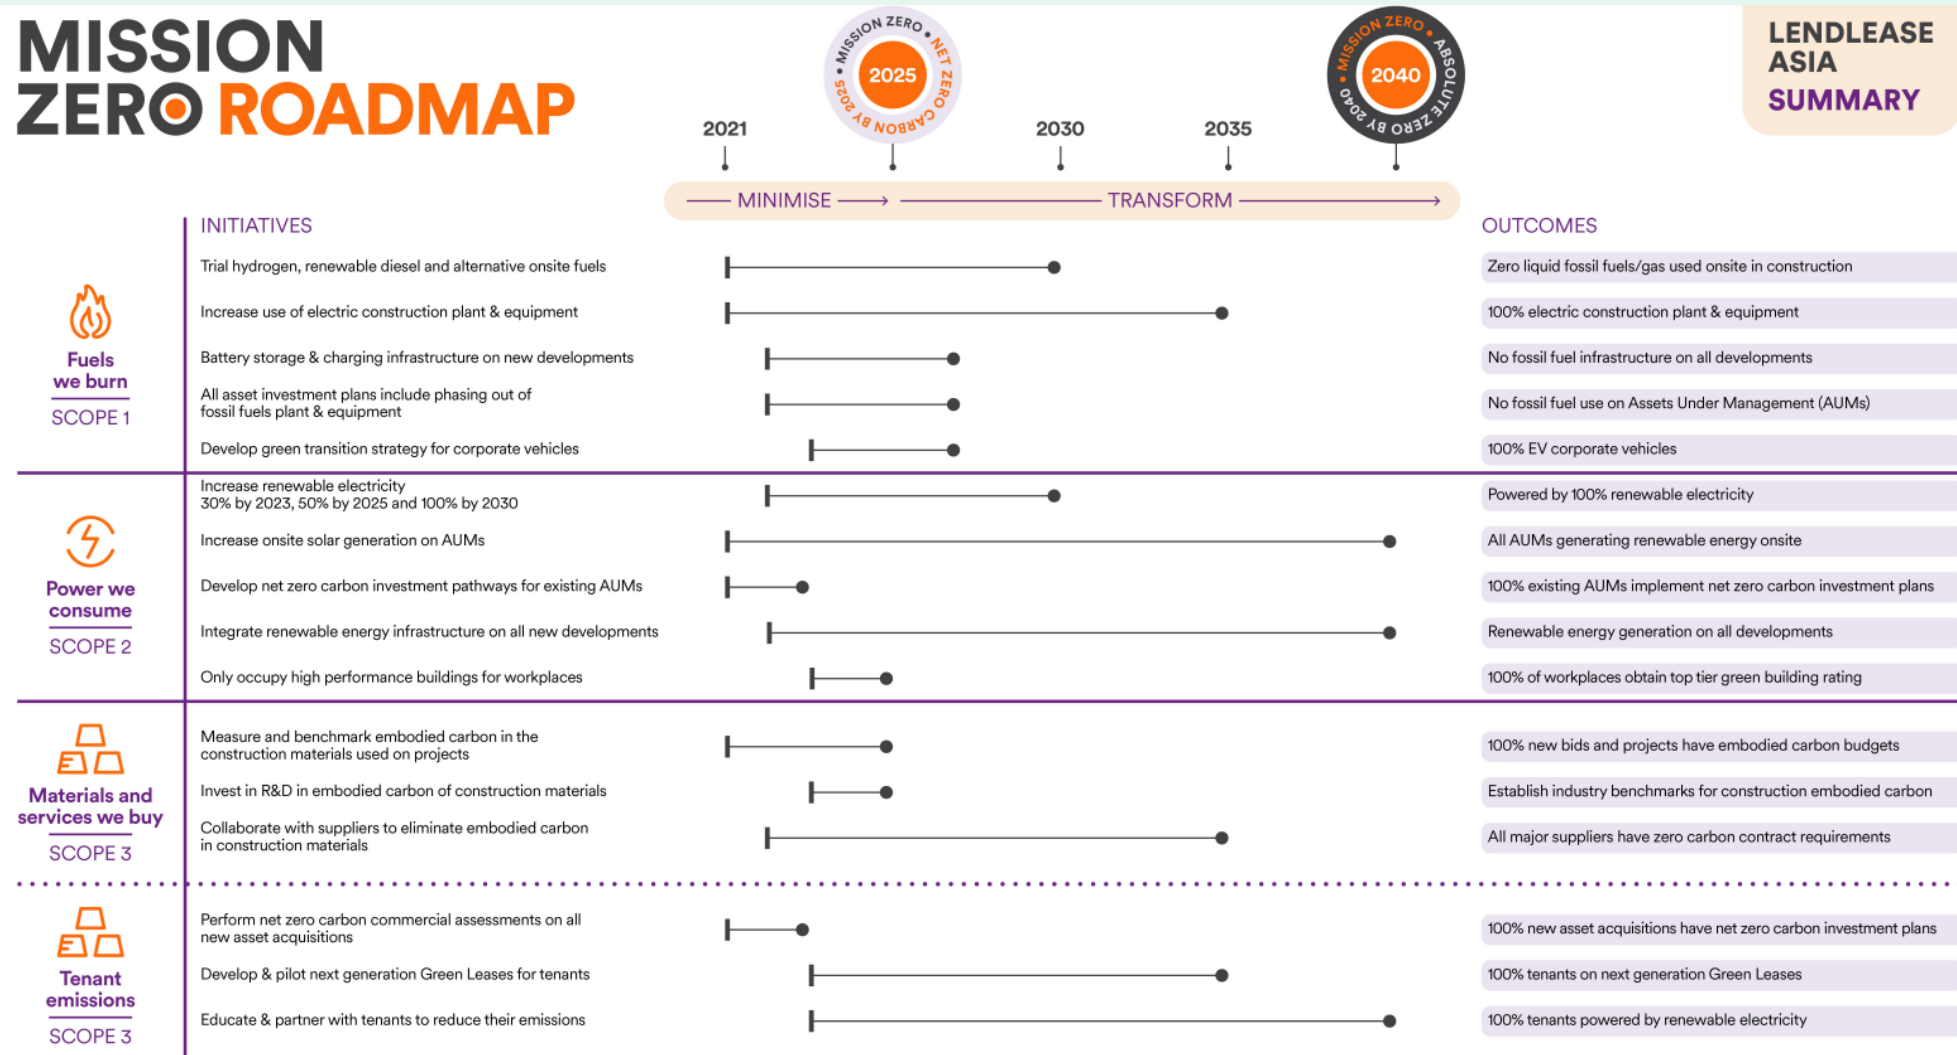 MISSION
ZERO ROADMAP
MISSION ZERO • NET ZERO CARBON BY 2025 •
2025
MISSION ZERO • ABSOLUTE ZERO BY 2040 •
2040
LENDLEASE
ASIA
SUMMARY
2021
2030
2035
MINIMISE
TRANSFORM
INITIATIVES
OUTCOMES
Fuels
we burn
SCOPE 1
Trial hydrogen, renewable diesel and alternative onsite fuels
Zero liquid fossil fuels/gas used onsite in construction
Increase use of electric construction plant & equipment
100% electric construction plant & equipment
Battery storage & charging infrastructure on new developments
No fossil fuel infrastructure on all developments
All asset investment plans include phasing out of
fossil fuels plant & equipment
No fossil fuel use on Assets Under Management (AUMs)
Develop green transition strategy for corporate vehicles
100% EV corporate vehicles
Power we
consume
SCOPE 2
Increase renewable electricity
30% by 2023, 50% by 2025 and 100% by 2030
Powered by 100% renewable electricity
Increase onsite solar generation on AUMs
All AUMs generating renewable energy onsite
Develop net zero carbon investment pathways for existing AUMs
100% existing AUMs implement net zero carbon investment plans
Integrate renewable energy infrastructure on all new developments
Renewable energy generation on all developments
Only occupy high performance buildings for workplaces
100% of workplaces obtain top tier green building rating
Materials and
services we buy
SCOPE 3
Measure and benchmark embodied carbon in the
construction materials used on projects
100% new bids and projects have embodied carbon budgets
Invest in R&D in embodied carbon of construction materials
Establish industry benchmarks for construction embodied carbon
Collaborate with suppliers to eliminate embodied carbon
in construction materials
All major suppliers have zero carbon contract requirements
Tenant
emissions
SCOPE 3
Perform net zero carbon commercial assessments on all
new asset acquisitions
100% new asset acquisitions have net zero carbon investment plans
Develop & pilot next generation Green Leases for tenants
100% tenants on next generation Green Leases
Educate & partner with tenants to reduce their emissions
100% tenants powered by renewable electricity